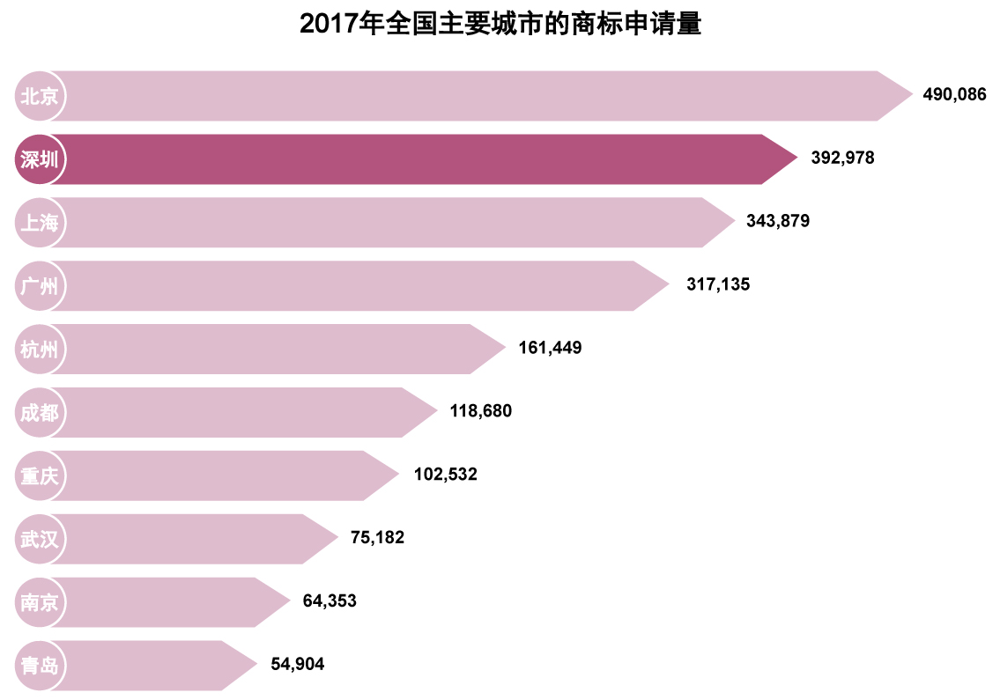 2017年全国主要城市的商标申请量
北京 490,086
深圳 392,978
上海 343,879
广州 317,135
杭州 161,449
成都 118,680
重庆 102,532
武汉 75,182
南京 64,353
青岛 54,904